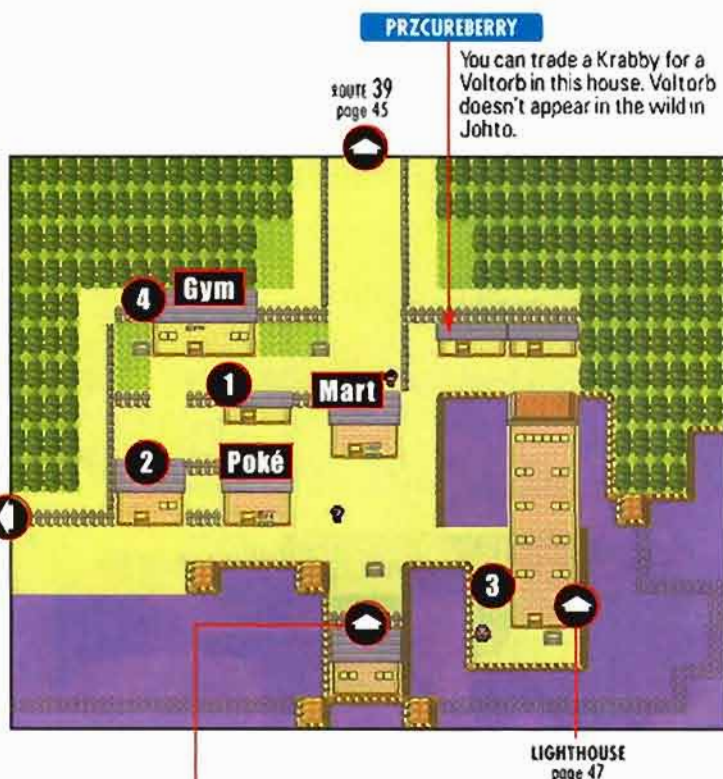 PRZCUREBERRY
You can trade a Krabby for a
Voltorb in this house. Voltorb
doesn't appear in the wild in
Johto.
ROUTE 39
page 45
4
Gym
1
Mart
2
Poké
3
LIGHTHOUSE
page 47